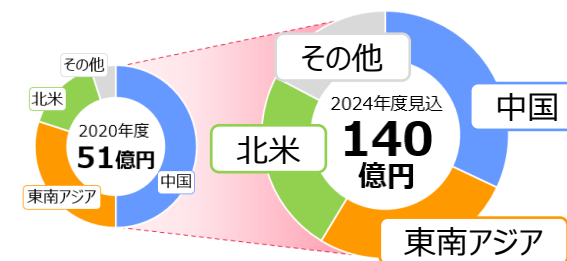 その他
北米
2020年度
51億円
中国
東南アジア
その他
2024年度見込
140
億円
中国
北米
東南アジア